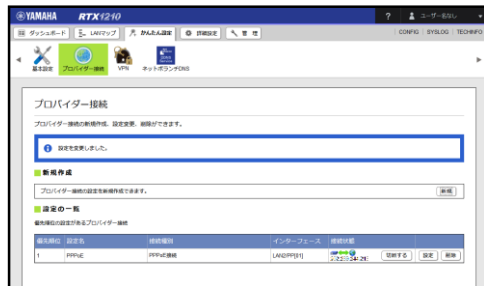 YAMAHA RTX1210
? ユーザー名なし
ダッシュボード LANマップ かんたん設定 詳細設定 管理
CONFIG SYSLOG TECHINFO
基本設定 プロバイダー接続 VPN ネットボランチDNS
プロバイダー接続
プロバイダー接続の新規作成、設定変更、削除ができます。
設定を変更しました。
新規作成
プロバイダー接続の設定を新規作成できます。 新規
設定の一覧
優先順位の設定があるプロバイダー接続
優先順位 設定名 接続種別 インターフェース 接続状態
1 PPPoE PPPoE接続 LAN2/PP[01] 切断する 設定 削除